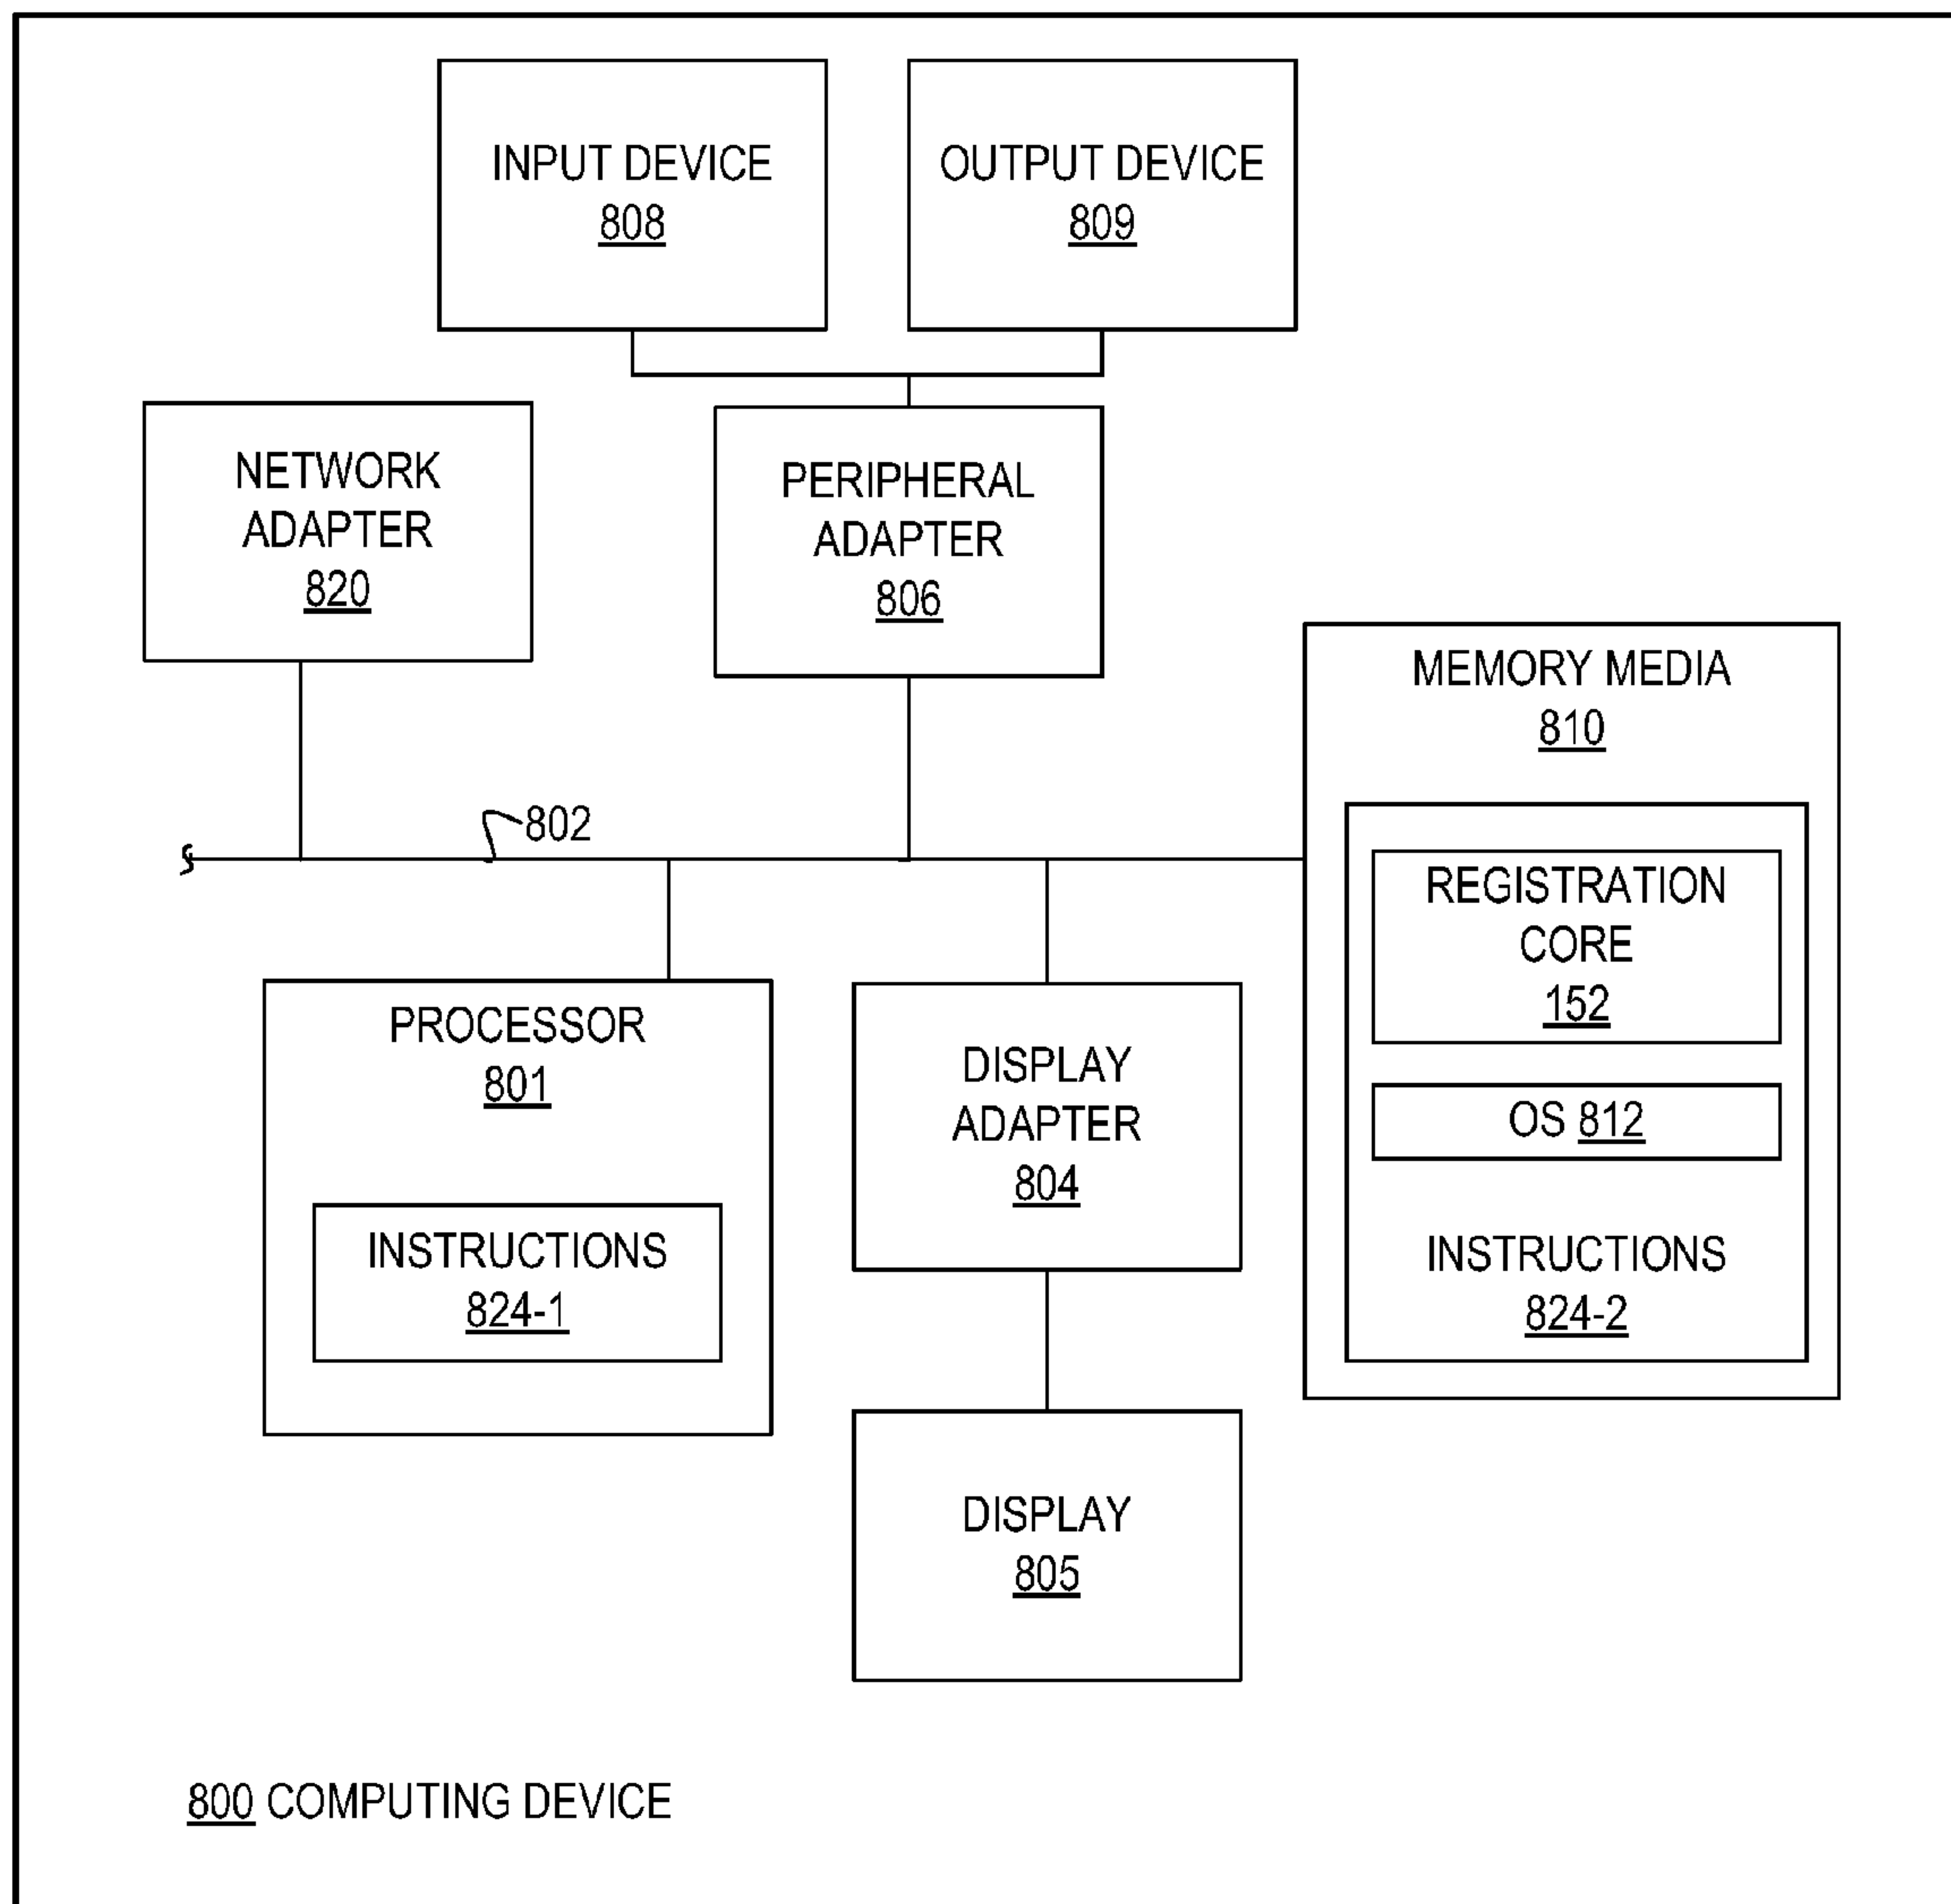 INPUT DEVICE
808
OUTPUT DEVICE
809
NETWORK
ADAPTER
820
PERIPHERAL
ADAPTER
806
MEMORY MEDIA
810
802
REGISTRATION
CORE
152
OS 812
INSTRUCTIONS
824-2
PROCESSOR
801
INSTRUCTIONS
824-1
DISPLAY
ADAPTER
804
DISPLAY
805
800 COMPUTING DEVICE